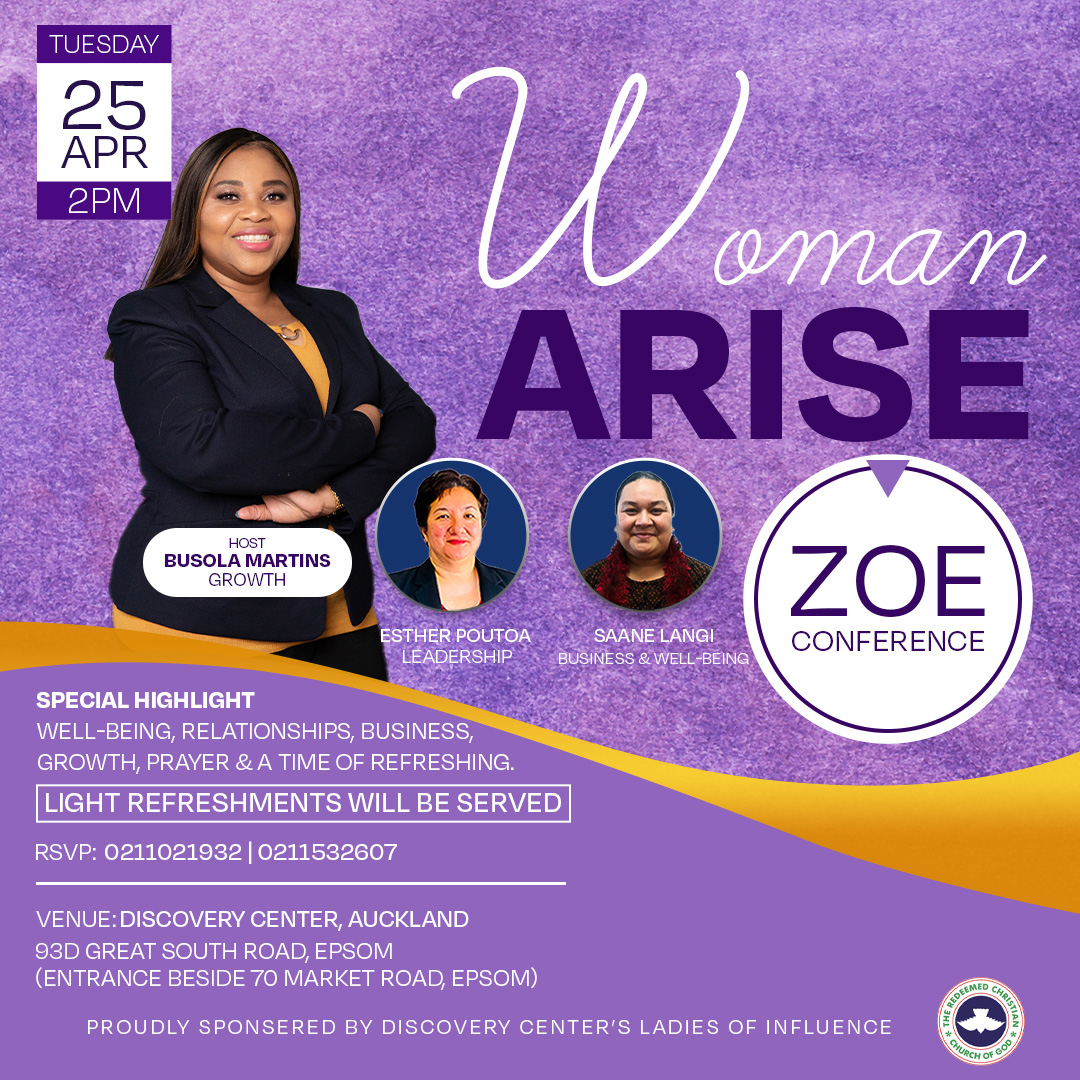 TUESDAY
25
APR
2PM
Woman
ARISE
HOST
BUSOLA MARTINS
GROWTH
ESTHER POUTOA
LEADERSHIP
SAANE LANGI
BUSINESS & WELL-BEING
ZOE
CONFERENCE
SPECIAL HIGHLIGHT
WELL-BEING, RELATIONSHIPS, BUSINESS,
GROWTH, PRAYER & A TIME OF REFRESHING.
LIGHT REFRESHMENTS WILL BE SERVED
RSVP: 0211021932 | 0211532607
VENUE: DISCOVERY CENTER, AUCKLAND
93D GREAT SOUTH ROAD, EPSOM
(ENTRANCE BESIDE 70 MARKET ROAD, EPSOM)
PROUDLY SPONSERED BY DISCOVERY CENTER'S LADIES OF INFLUENCE
THE REDEEMED CHRISTIAN
CHURCH OF GOD